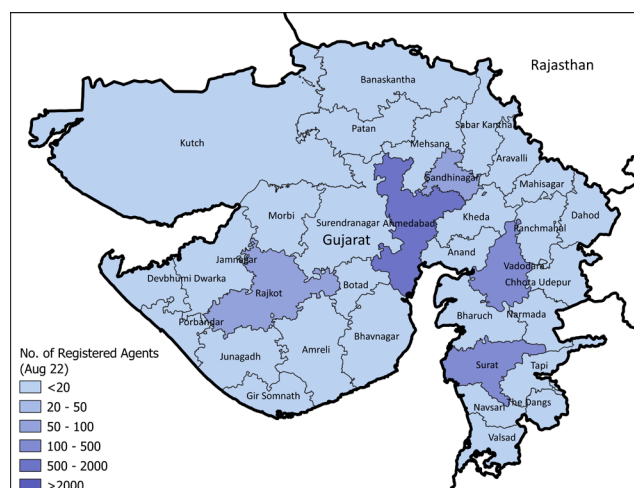 Rajasthan
Banaskantha
Patan
Sabar Kantha
Mehsana
Kutch
Aravalli
Gandhinagar
Mahisagar
Morbi
Surendranagar
Ahmedabad
Kheda
Panchmahal
Dahod
Gujarat
Anand
Jamnagar
Vadodara
Devbhumi Dwarka
Rajkot
Botad
Chhota Udepur
Porbandar
Bharuch
Narmada
Bhavnagar
Junagadh
Amreli
Surat
Tapi
Gir Somnath
Navsari
The Dangs
Valsad
No. of Registered Agents
(Aug 22)
<20
20 - 50
50 - 100
100 - 500
500 - 2000
>2000